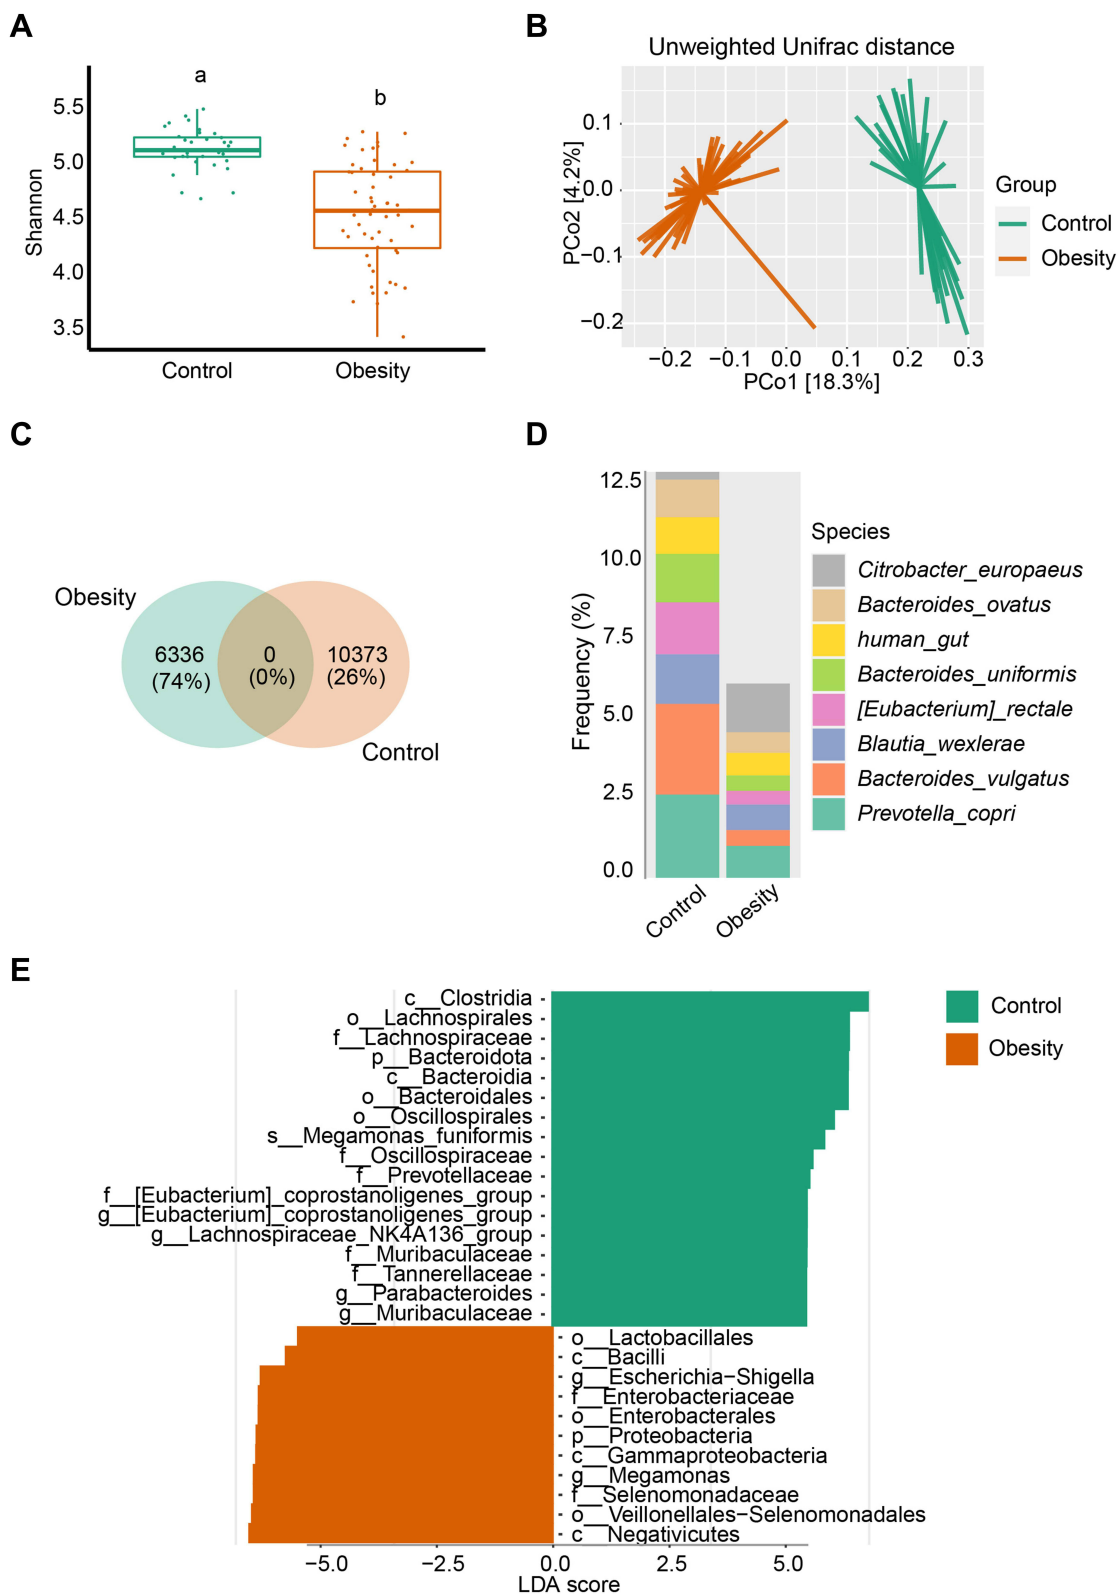 A
a
b
5.5
5.0
4.5
4.0
3.5
Shannon
Control
Obesity
B
Unweighted Unifrac distance
0.1
0.0
−0.1
−0.2
PCo2 [4.2%]
−0.2
−0.1
0.0
0.1
0.2
0.3
PCo1 [18.3%]
Group
Control
Obesity
C
Obesity
6336
(74%)
0
(0%)
10373
(26%)
Control
D
12.5
10.0
7.5
5.0
2.5
0.0
Frequency (%)
Control
Obesity
Species
Citrobacter_europaeus
Bacteroides_ovatus
human_gut
Bacteroides_uniformis
[Eubacterium]_rectale
Blautia_wexlerae
Bacteroides_vulgatus
Prevotella_copri
E
c__Clostridia
o__Lachnospirales
f__Lachnospiraceae
p__Bacteroidota
c__Bacteroidia
o__Bacteroidales
o__Oscillospirales
s__Megamonas_funiformis
f__Oscillospiraceae
f__Prevotellaceae
f__[Eubacterium]_coprostanoligenes_group
g__[Eubacterium]_coprostanoligenes_group
g__Lachnospiraceae_NK4A136_group
f__Muribaculaceae
f__Tannerellaceae
g__Parabacteroides
g__Muribaculaceae
o__Lactobacillales
c__Bacilli
g__Escherichia−Shigella
f__Enterobacteriaceae
o__Enterobacterales
p__Proteobacteria
c__Gammaproteobacteria
g__Megamonas
f__Selenomonadaceae
o__Veillonellales−Selenomonadales
c__Negativicutes
−5.0
−2.5
0.0
2.5
5.0
LDA score
Control
Obesity